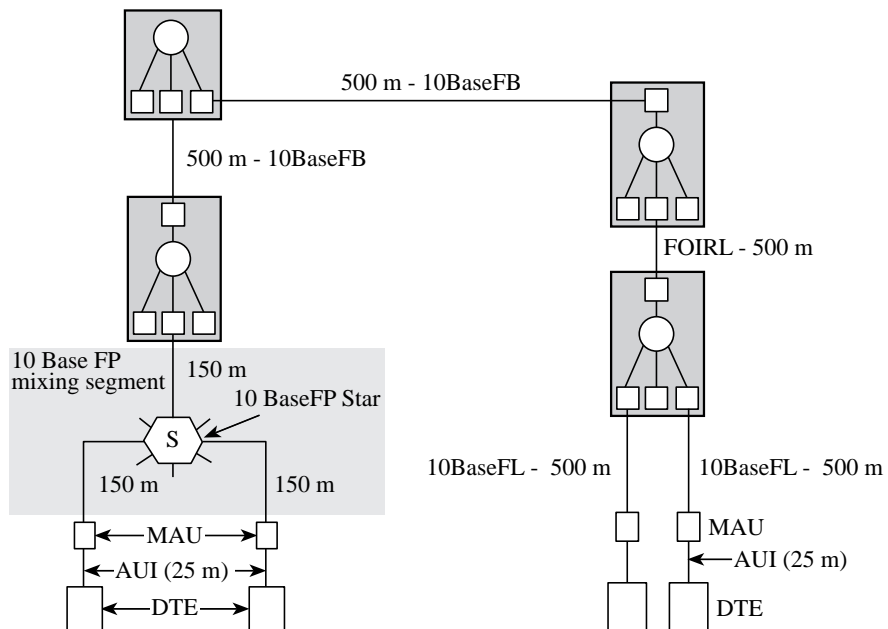 500 m - 10BaseFB
500 m - 10BaseFB
FOIRL - 500 m
10 Base FP
mixing segment
150 m
10 BaseFP Star
S
150 m
150 m
10BaseFL - 500 m
10BaseFL - 500 m
MAU
MAU
AUI (25 m)
AUI (25 m)
DTE
DTE